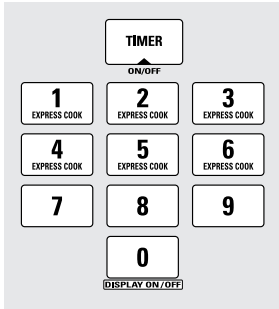 TIMER
ON/OFF
1 2 3
EXPRESS COOK EXPRESS COOK EXPRESS COOK
4 5 6
EXPRESS COOK EXPRESS COOK EXPRESS COOK
7 8 9
0
DISPLAY ON/OFF